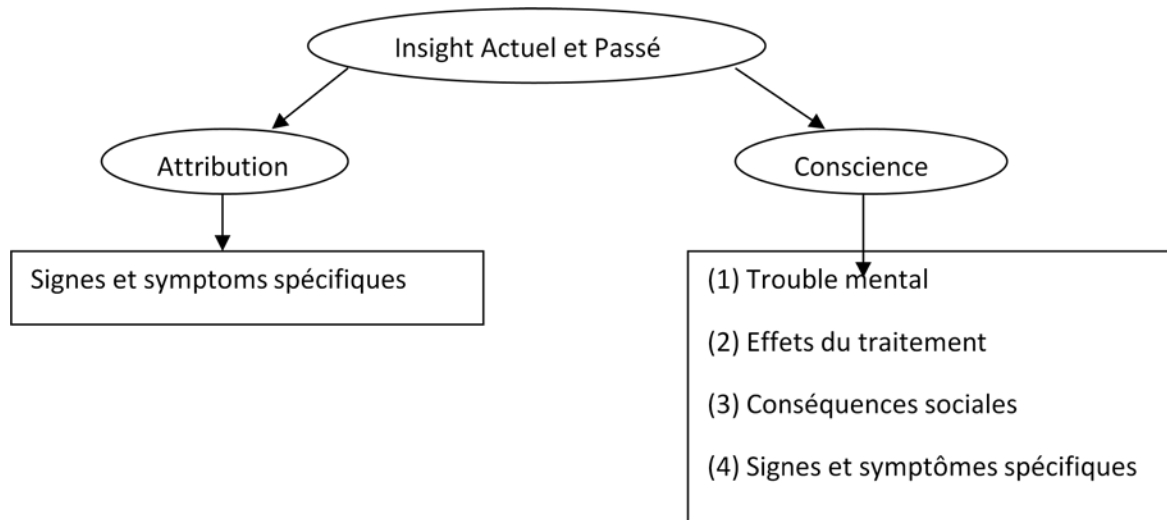 Insight Actuel et Passé
Attribution
Conscience
Signes et symptoms spécifiques
(1) Trouble mental
(2) Effets du traitement
(3) Conséquences sociales
(4) Signes et symptômes spécifiques